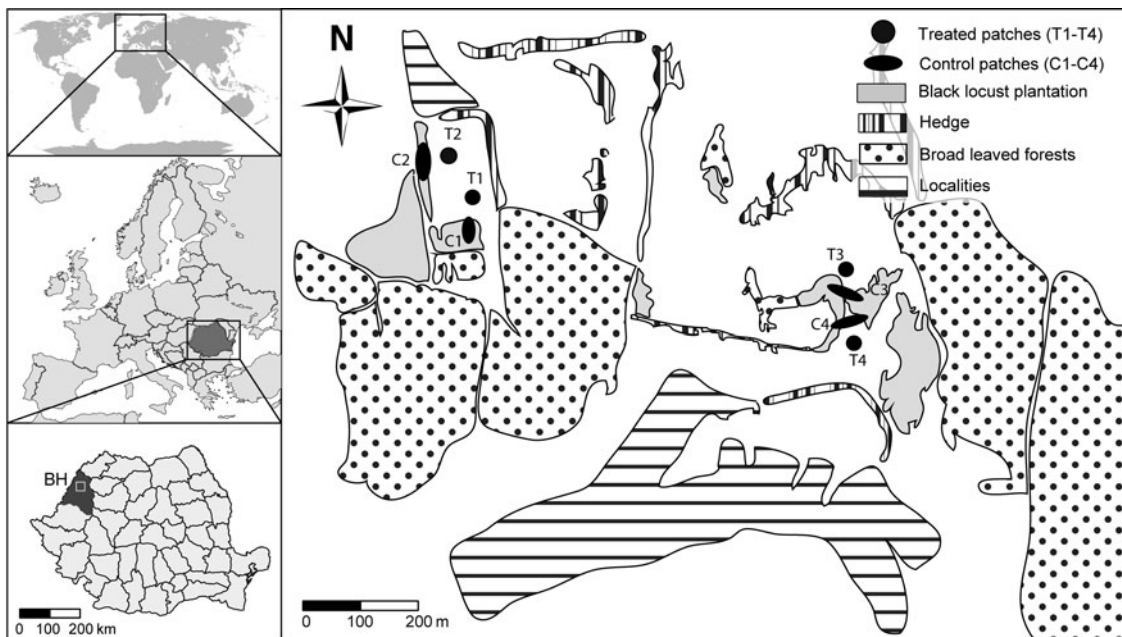 N
Treated patches (T1-T4)
Control patches (C1-C4)
Black locust plantation
Hedge
Broad leaved forests
Localities
T2
C2
T1
C1
T3
C4
T4
BH
0 100 200 km
0 100 200 m